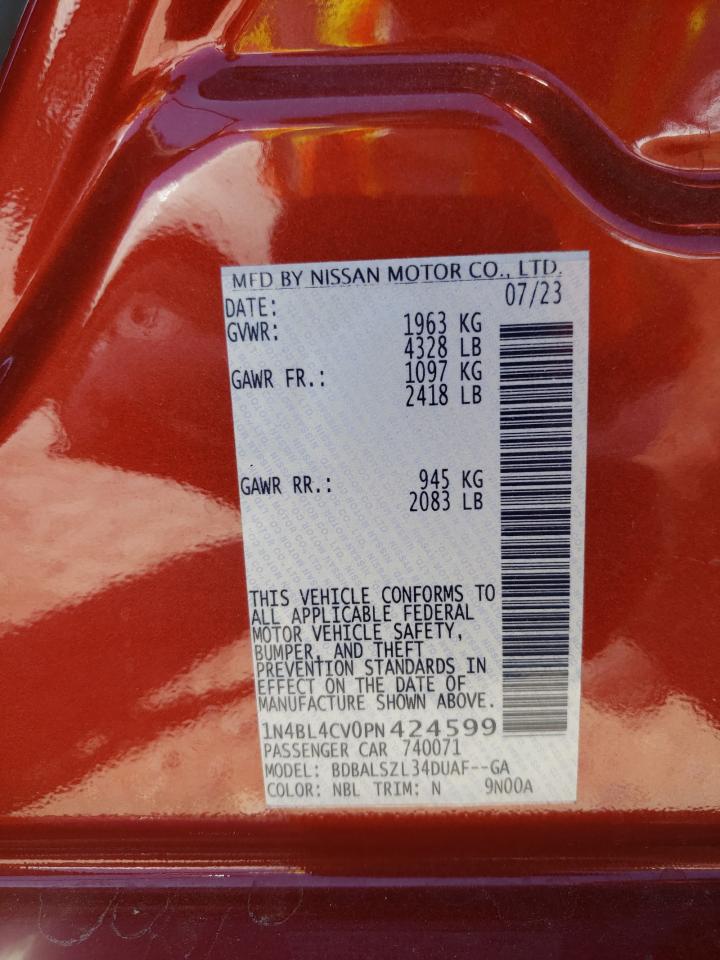 MFD BY NISSAN MOTOR CO., LTD.
DATE: 07/23
GVWR: 1963 KG
4328 LB
GAWR FR.: 1097 KG
2418 LB
GAWR RR.: 945 KG
2083 LB
THIS VEHICLE CONFORMS TO
ALL APPLICABLE FEDERAL
MOTOR VEHICLE SAFETY,
BUMPER, AND THEFT
PREVENTION STANDARDS IN
EFFECT ON THE DATE OF
MANUFACTURE SHOWN ABOVE.
1N4BL4CV0PN424599
PASSENGER CAR 740071
MODEL: BDBALSZL34DUAF--GA
COLOR: NBL TRIM: N 9N00A